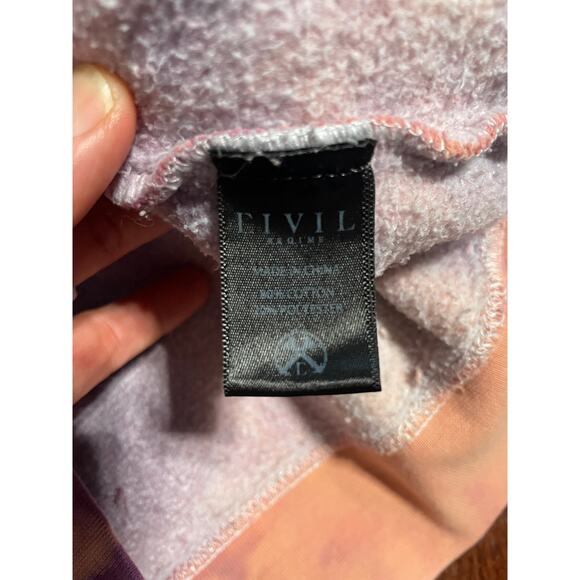 CIVIL
REGIME
MADE IN CHINA
80% COTTON
20% POLYESTER